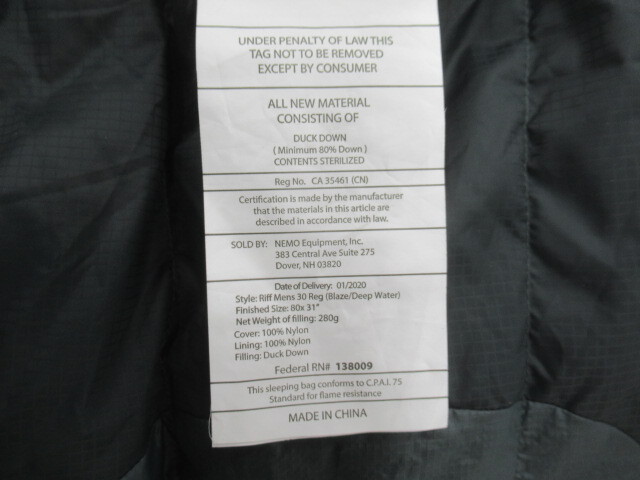 UNDER PENALTY OF LAW THIS
TAG NOT TO BE REMOVED
EXCEPT BY CONSUMER
ALL NEW MATERIAL
CONSISTING OF
DUCK DOWN
( Minimum 80% Down )
CONTENTS STERILIZED
Reg No. CA 35461 (CN)
Certification is made by the manufacturer
that the materials in this article are
described in accordance with law.
SOLD BY: NEMO Equipment, Inc.
383 Central Ave Suite 275
Dover, NH 03820
Date of Delivery: 01/2020
Style: Riff Mens 30 Reg (Blaze/Deep Water)
Finished Size: 80x 31"
Net Weight of filling: 280g
Cover: 100% Nylon
Lining: 100% Nylon
Filling: Duck Down
Federal RN# 138009
This sleeping bag conforms to C.P.A.I. 75
Standard for flame resistance
MADE IN CHINA